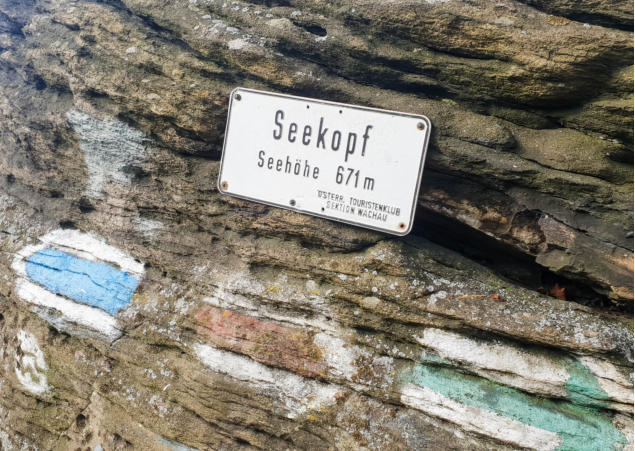 Seekopf
Seehöhe 671 m
ÖSTERR. TOURISTENKLUB
SEKTION WACHAU